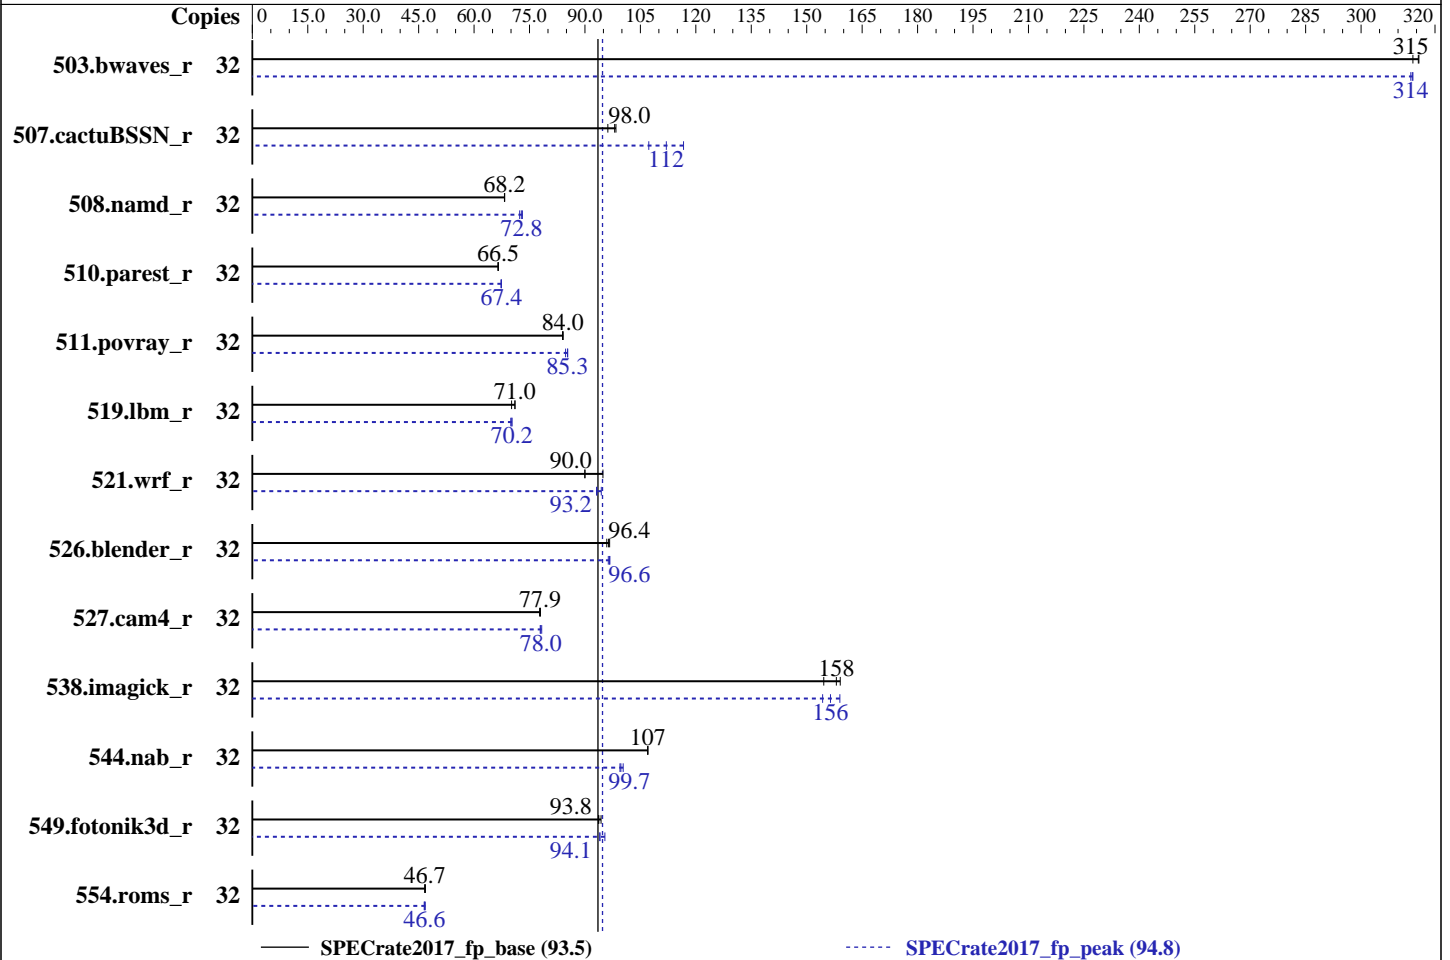 Copies 0 15.0 30.0 45.0 60.0 75.0 90.0 105 120 135 150 165 180 195 210 225 240 255 270 285 300 320
503.bwaves_r 32 315
314
507.cactuBSSN_r 32 98.0
112
508.namd_r 32 68.2
72.8
510.parest_r 32 66.5
67.4
511.povray_r 32 84.0
85.3
519.lbm_r 32 71.0
70.2
521.wrf_r 32 90.0
93.2
526.blender_r 32 96.4
96.6
527.cam4_r 32 77.9
78.0
538.imagick_r 32 158
156
544.nab_r 32 107
99.7
549.fotonik3d_r 32 93.8
94.1
554.roms_r 32 46.7
46.6
SPECrate2017_fp_base (93.5) SPECrate2017_fp_peak (94.8)